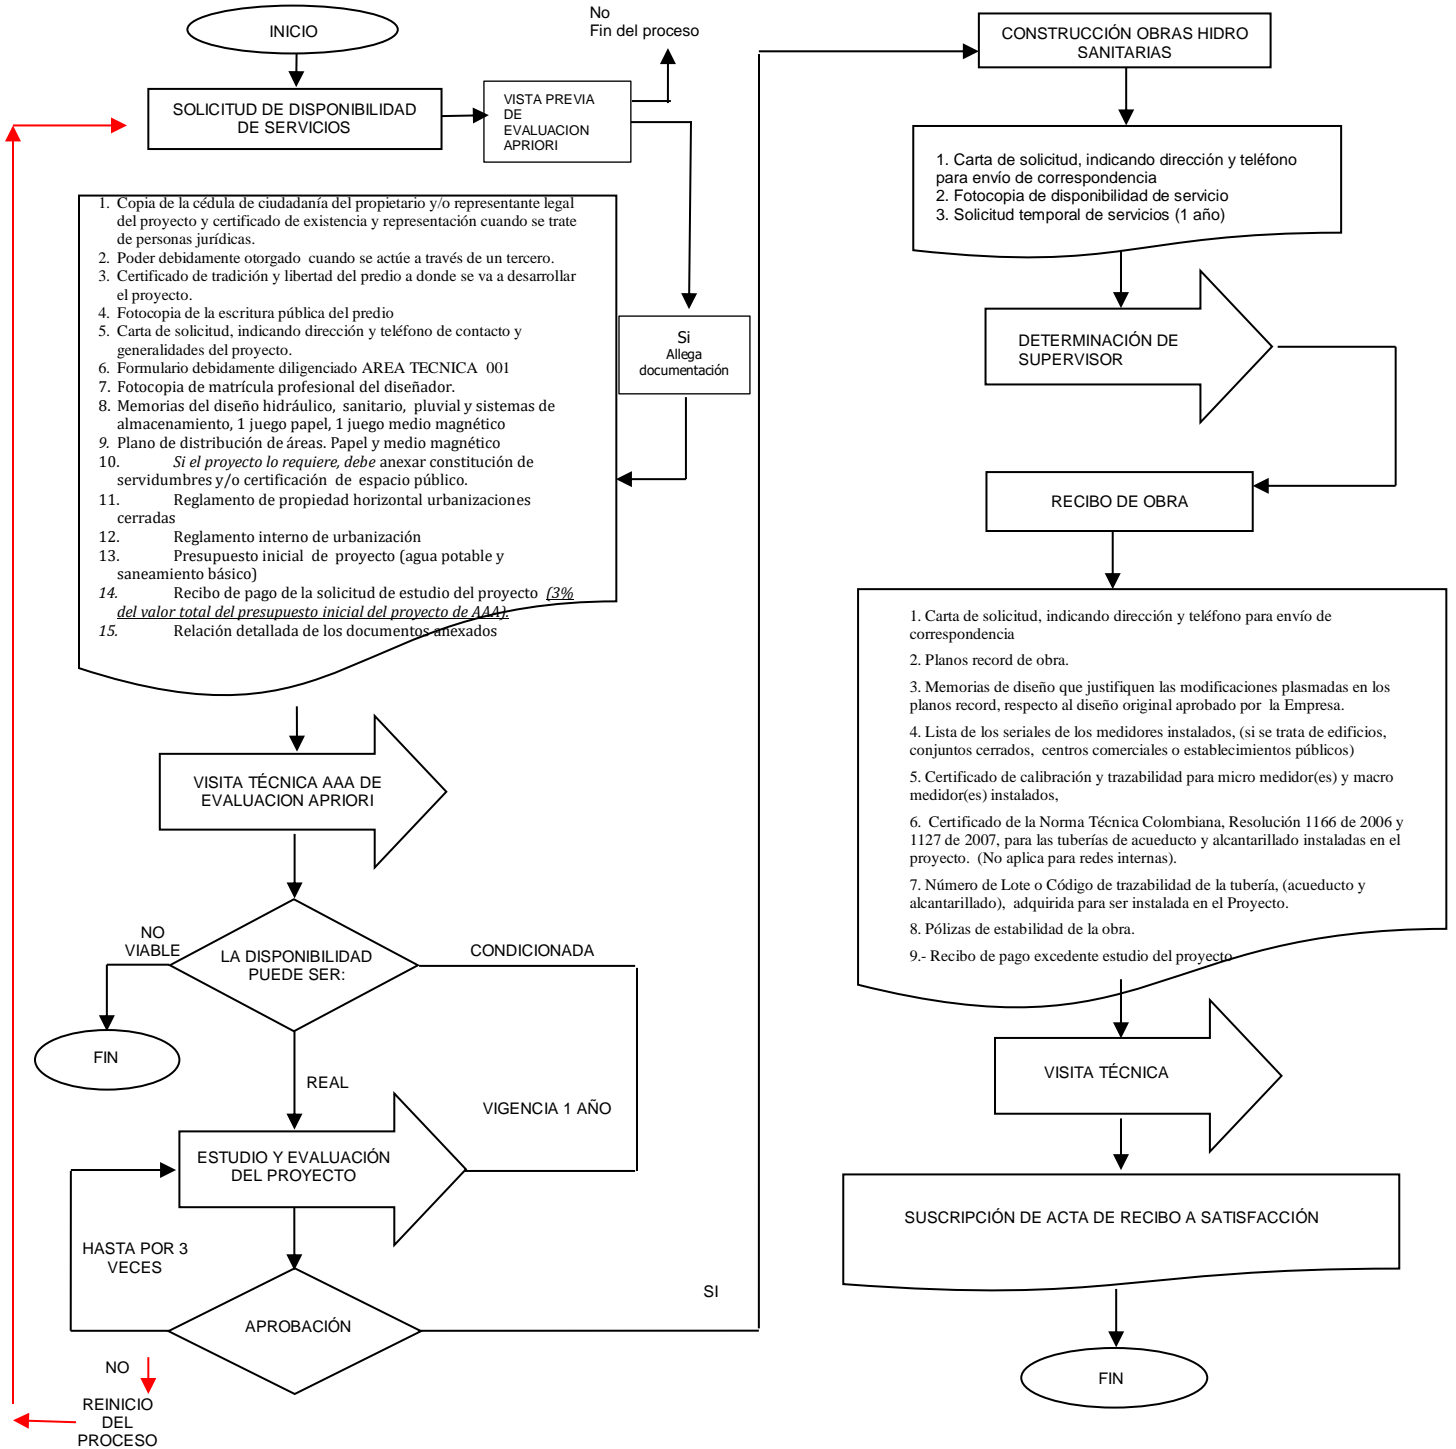 INICIO
No
Fin del proceso
SOLICITUD DE DISPONIBILIDAD
DE SERVICIOS
VISTA PREVIA
DE
EVALUACION
APRIORI
1. Copia de la cédula de ciudadanía del propietario y/o representante legal
del proyecto y certificado de existencia y representación cuando se trate
de personas jurídicas.
2. Poder debidamente otorgado cuando se actúe a través de un tercero.
3. Certificado de tradición y libertad del predio a donde se va a desarrollar
el proyecto.
4. Fotocopia de la escritura pública del predio
5. Carta de solicitud, indicando dirección y teléfono de contacto y
generalidades del proyecto.
6. Formulario debidamente diligenciado AREA TECNICA 001
7. Fotocopia de matrícula profesional del diseñador.
8. Memorias del diseño hidráulico, sanitario, pluvial y sistemas de
almacenamiento, 1 juego papel, 1 juego medio magnético
9. Plano de distribución de áreas. Papel y medio magnético
10. Si el proyecto lo requiere, debe anexar constitución de
servidumbres y/o certificación de espacio público.
11. Reglamento de propiedad horizontal urbanizaciones
cerradas
12. Reglamento interno de urbanización
13. Presupuesto inicial de proyecto (agua potable y
saneamiento básico)
14. Recibo de pago de la solicitud de estudio del proyecto (3%
del valor total del presupuesto inicial del proyecto de AAA).
15. Relación detallada de los documentos anexados
Si
Allega
documentación
VISITA TÉCNICA AAA DE
EVALUACION APRIORI
LA DISPONIBILIDAD
PUEDE SER:
NO
VIABLE
CONDICIONADA
FIN
REAL
VIGENCIA 1 AÑO
ESTUDIO Y EVALUACIÓN
DEL PROYECTO
HASTA POR 3
VECES
APROBACIÓN
SI
NO
REINICIO
DEL
PROCESO
CONSTRUCCIÓN OBRAS HIDRO
SANITARIAS
1. Carta de solicitud, indicando dirección y teléfono
para envío de correspondencia
2. Fotocopia de disponibilidad de servicio
3. Solicitud temporal de servicios (1 año)
DETERMINACIÓN DE
SUPERVISOR
RECIBO DE OBRA
1. Carta de solicitud, indicando dirección y teléfono para envío de
correspondencia
2. Planos record de obra.
3. Memorias de diseño que justifiquen las modificaciones plasmadas en los
planos record, respecto al diseño original aprobado por la Empresa.
4. Lista de los seriales de los medidores instalados, (si se trata de edificios,
conjuntos cerrados, centros comerciales o establecimientos públicos)
5. Certificado de calibración y trazabilidad para micro medidor(es) y macro
medidor(es) instalados,
6. Certificado de la Norma Técnica Colombiana, Resolución 1166 de 2006 y
1127 de 2007, para las tuberías de acueducto y alcantarillado instaladas en el
proyecto. (No aplica para redes internas).
7. Número de Lote o Código de trazabilidad de la tubería, (acueducto y
alcantarillado), adquirida para ser instalada en el Proyecto.
8. Pólizas de estabilidad de la obra.
9.- Recibo de pago excedente estudio del proyecto
VISITA TÉCNICA
SUSCRIPCIÓN DE ACTA DE RECIBO A SATISFACCIÓN
FIN